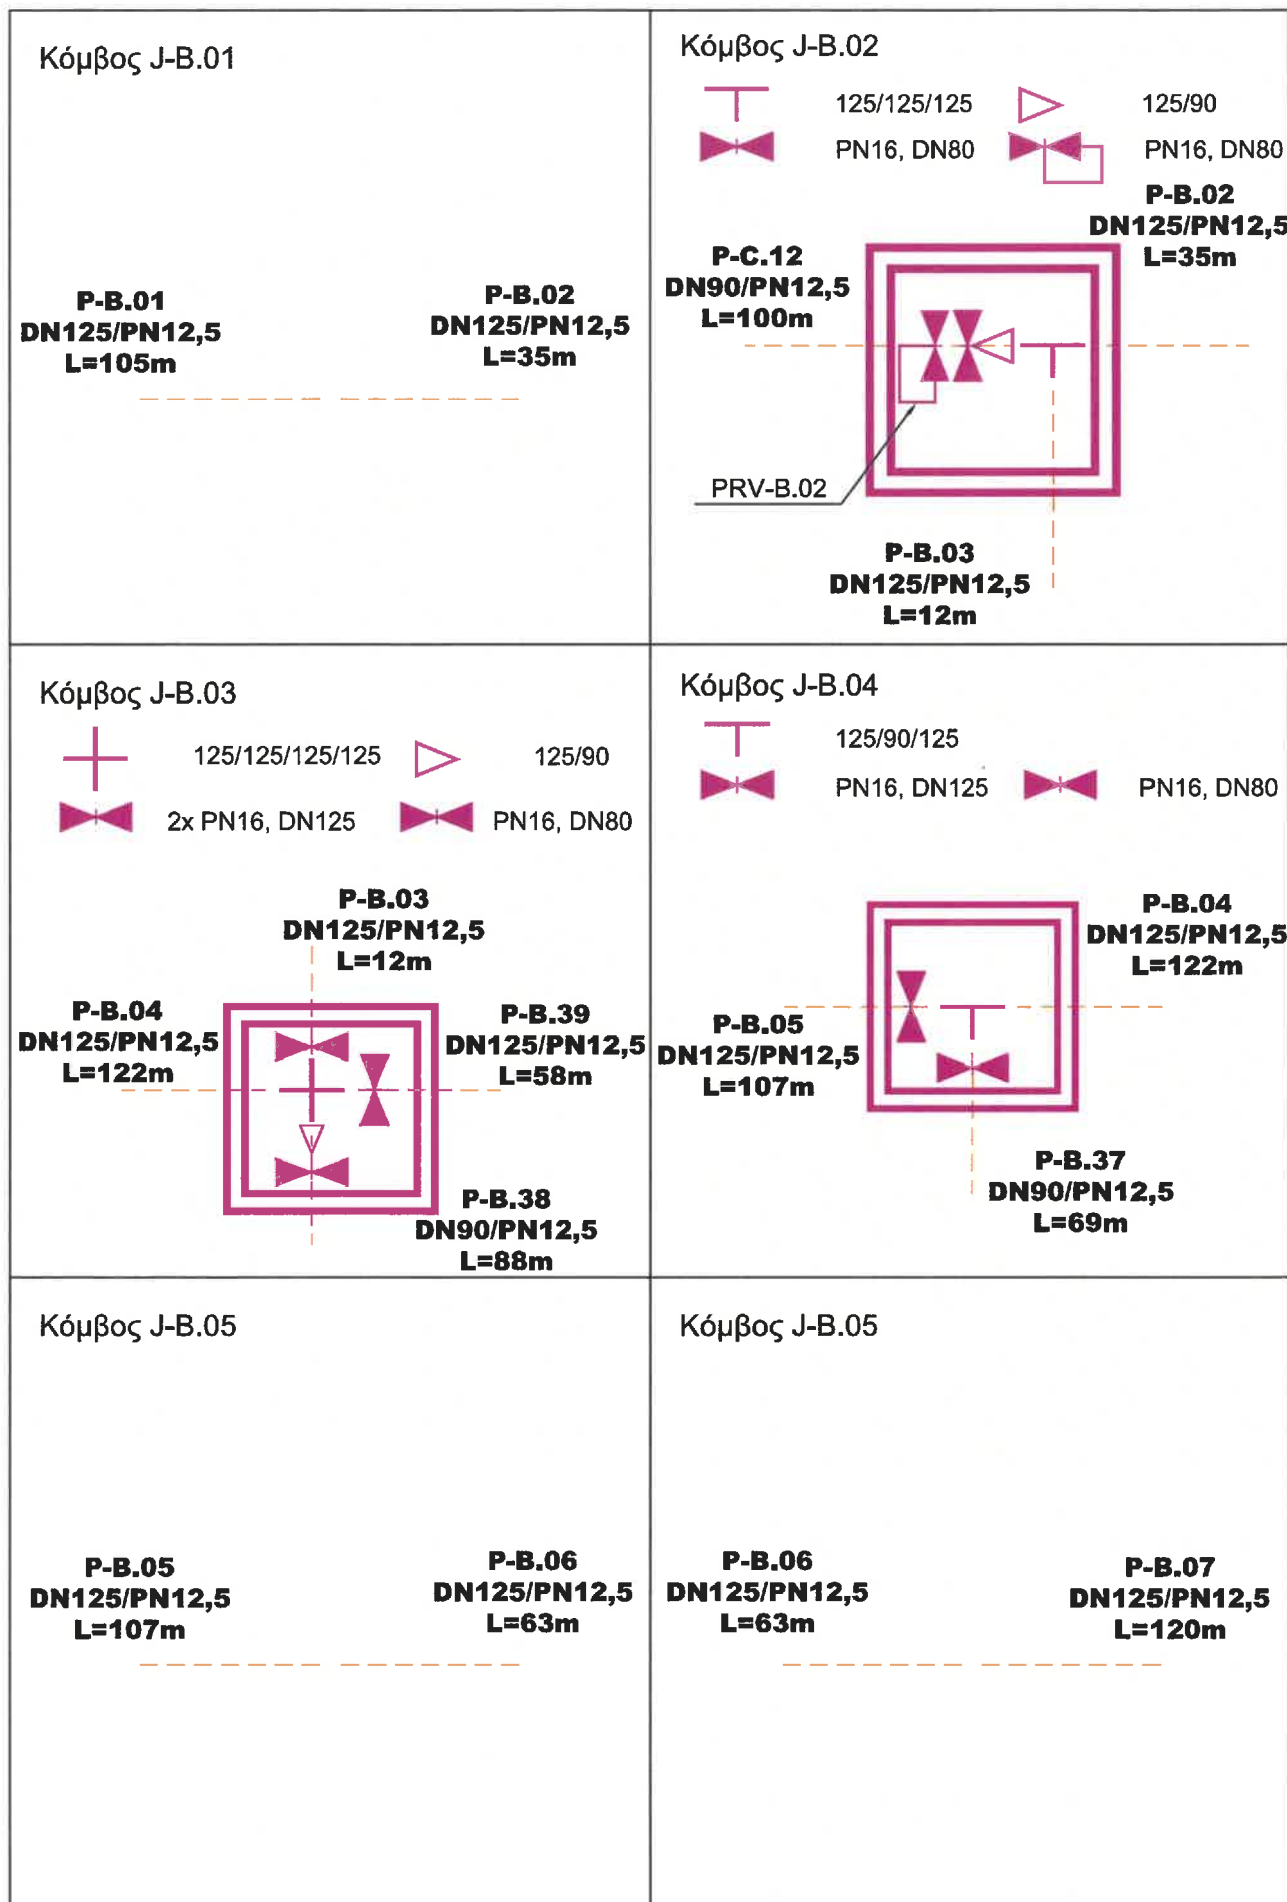 Κόμβος J-B.01
P-B.01
DN125/PN12,5
L=105m
P-B.02
DN125/PN12,5
L=35m
Κόμβος J-B.02
125/125/125
125/90
PN16, DN80
PN16, DN80
P-B.02
DN125/PN12,5
L=35m
P-C.12
DN90/PN12,5
L=100m
PRV-B.02
P-B.03
DN125/PN12,5
L=12m
Κόμβος J-B.03
125/125/125/125
125/90
2x PN16, DN125
PN16, DN80
P-B.03
DN125/PN12,5
L=12m
P-B.04
DN125/PN12,5
L=122m
P-B.39
DN125/PN12,5
L=58m
P-B.38
DN90/PN12,5
L=88m
Κόμβος J-B.04
125/90/125
PN16, DN125
PN16, DN80
P-B.04
DN125/PN12,5
L=122m
P-B.05
DN125/PN12,5
L=107m
P-B.37
DN90/PN12,5
L=69m
Κόμβος J-B.05
P-B.05
DN125/PN12,5
L=107m
P-B.06
DN125/PN12,5
L=63m
Κόμβος J-B.05
P-B.06
DN125/PN12,5
L=63m
P-B.07
DN125/PN12,5
L=120m